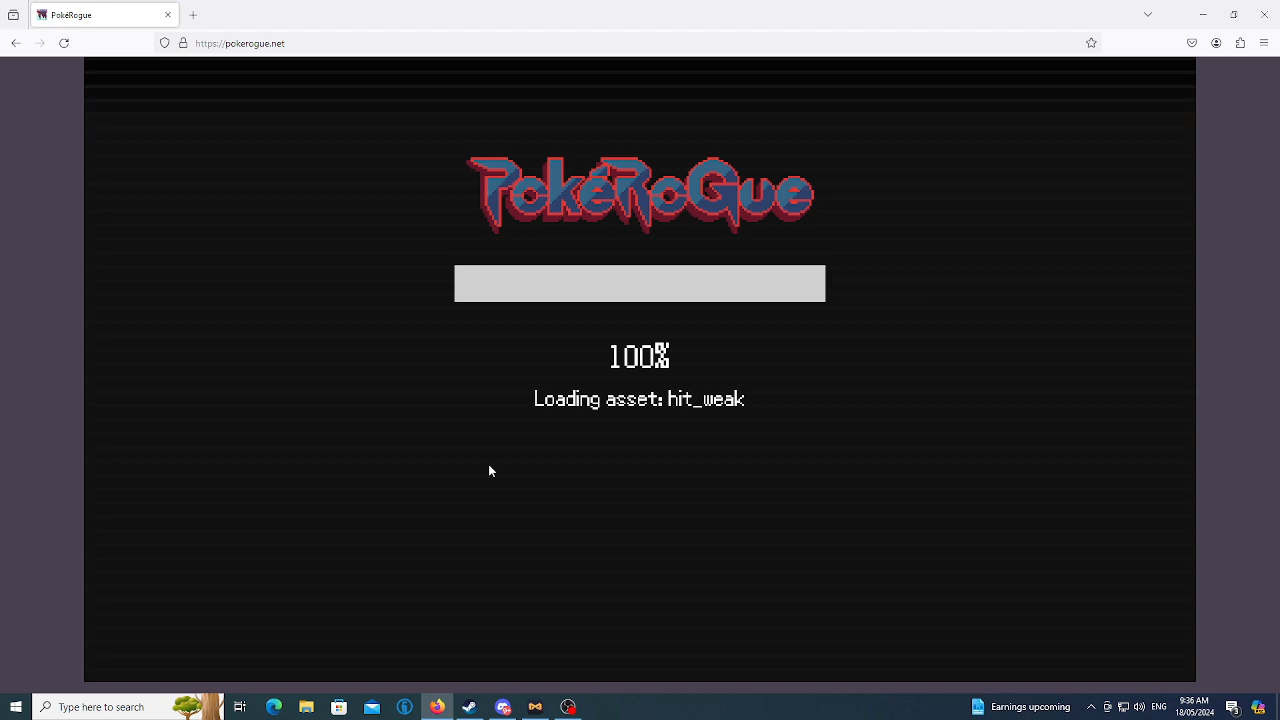 PokéRogue
https://pokerogue.net
PokéRoGue
100%
Loading asset: hit_weak
Type here to search
Earnings upcoming
9:36 AM
18/05/2024